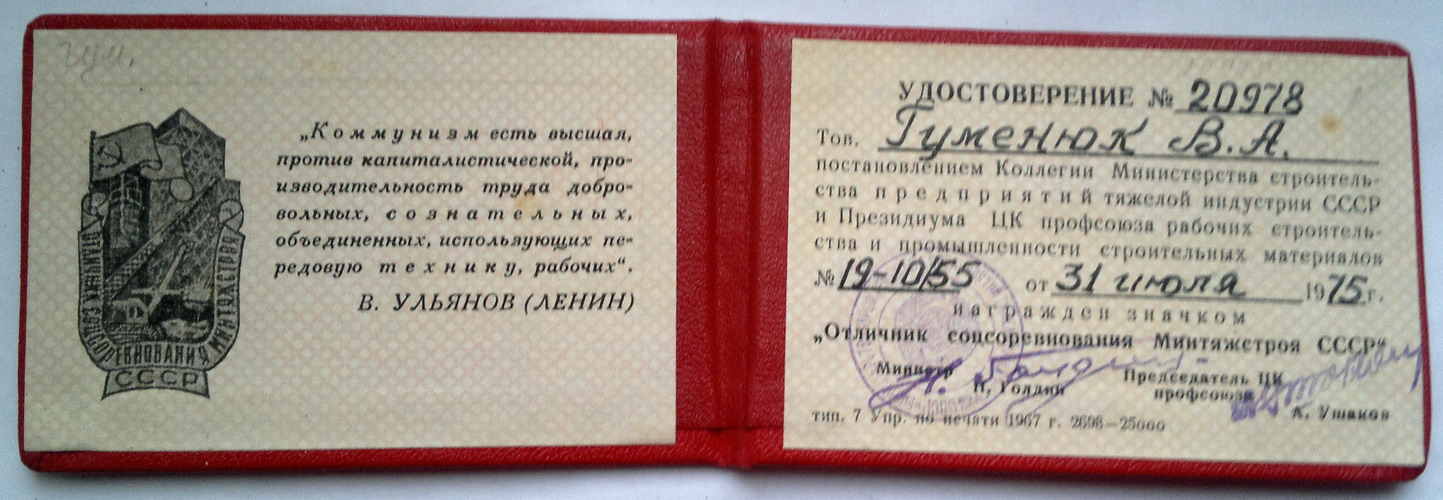 гум.
ОТЛИЧНИК СОЦСОРЕВНОВАНИЯ МИНТЯЖСТРОЯ
СССР
„Коммунизм есть высшая,
против капиталистической, про-
изводительность труда добро-
вольных, сознательных,
объединенных, использующих пе-
редовую технику, рабочих“.
В. УЛЬЯНОВ (ЛЕНИН)
УДОСТОВЕРЕНИЕ № 20978
Тов. Гуменюк В.А.
постановлением Коллегии Министерства строитель-
ства предприятий тяжелой индустрии СССР
и Президиума ЦК профсоюза рабочих строитель-
ства и промышленности строительных материалов
№ 19-10/55 от 31 июля 1975 г.
награжден значком
„Отличник соцсоревнования Минтяжстроя СССР“
Министр Председатель ЦК
Н. Голдин профсоюза
А. Ушаков
тип. 7 Упр. по печати 1967 г. 2698—25000